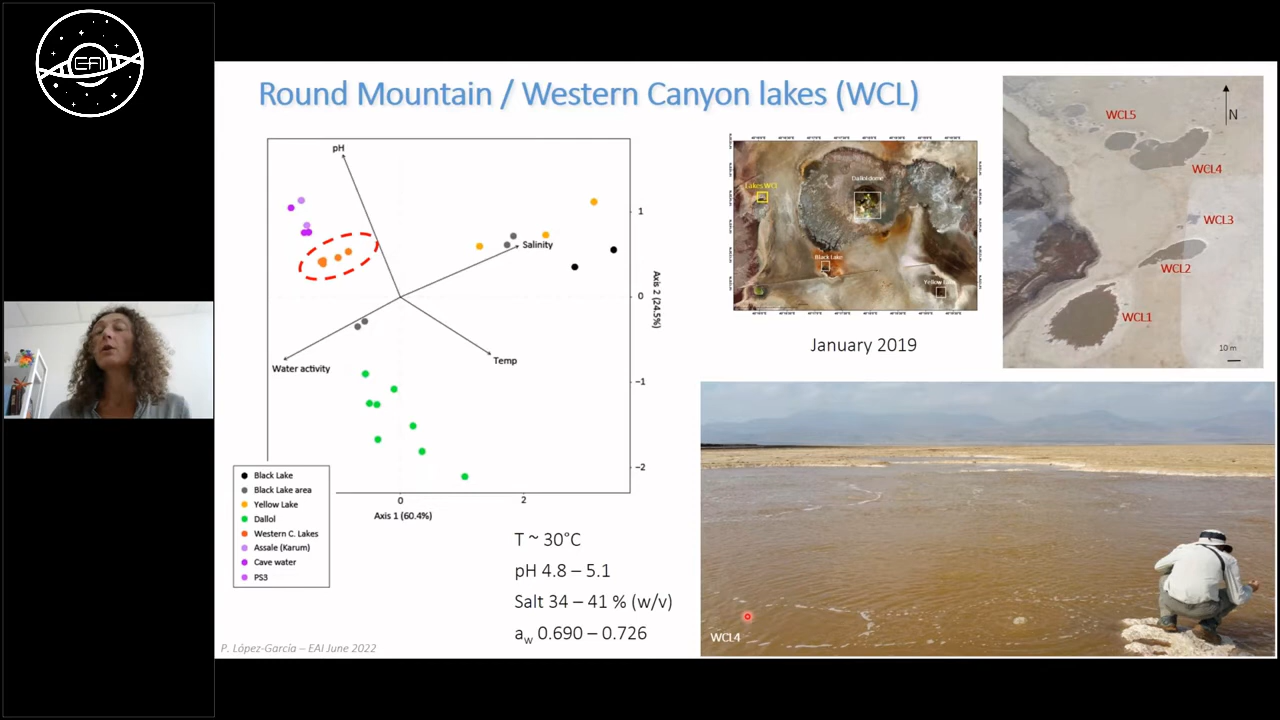 EAI
Round Mountain / Western Canyon lakes (WCL)
pH
Salinity
Water activity
Temp
1
0
−1
−2
Axis 2 (24.5%)
0
2
Axis 1 (60.4%)
Black Lake
Black Lake area
Yellow Lake
Dallol
Western C. Lakes
Assale (Karum)
Cave water
PS3
T ~ 30°C
pH 4.8 – 5.1
Salt 34 – 41 % (w/v)
aw 0.690 – 0.726
P. López-García – EAI June 2022
Lakes WCL
Dallol dome
Black Lake
Yellow Lake
January 2019
N
WCL5
WCL4
WCL3
WCL2
WCL1
10 m
WCL4